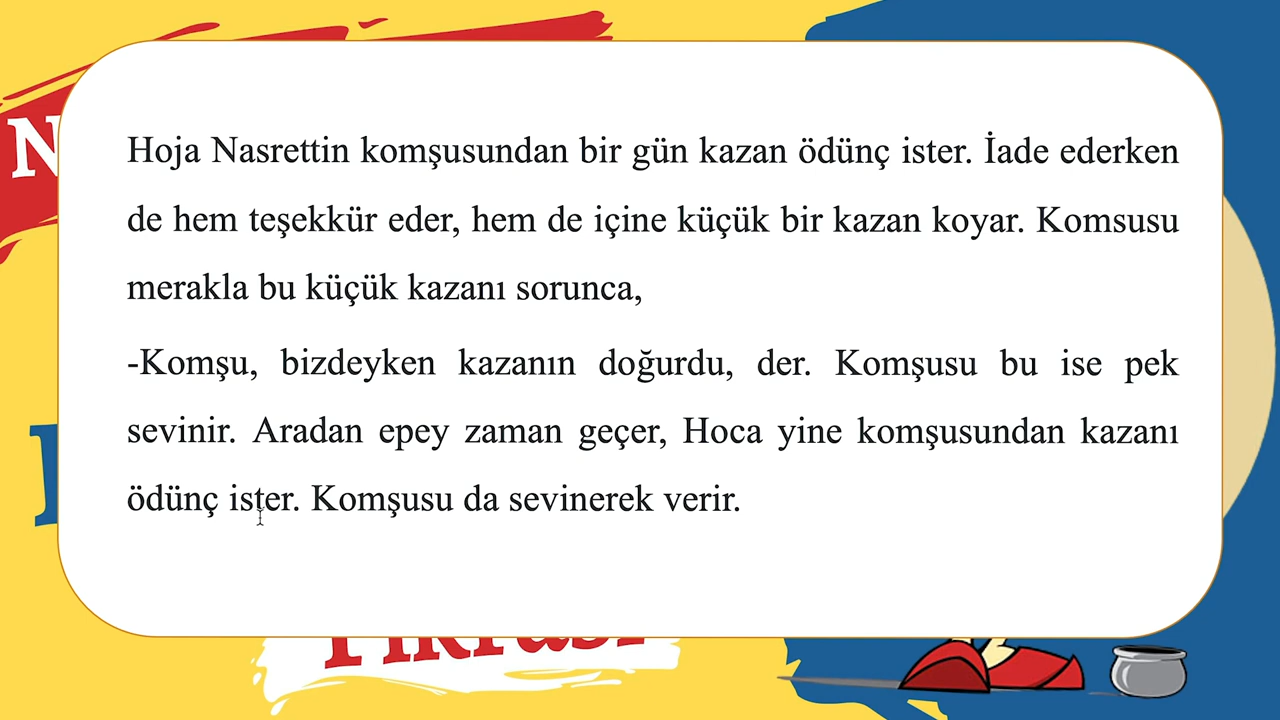 Hoja Nasrettin komşusundan bir gün kazan ödünç ister. İade ederken
de hem teşekkür eder, hem de içine küçük bir kazan koyar. Komsusu
merakla bu küçük kazanı sorunca,
-Komşu, bizdeyken kazanın doğurdu, der. Komşusu bu ise pek
sevinir. Aradan epey zaman geçer, Hoca yine komşusundan kazanı
ödünç ister. Komşusu da sevinerek verir.